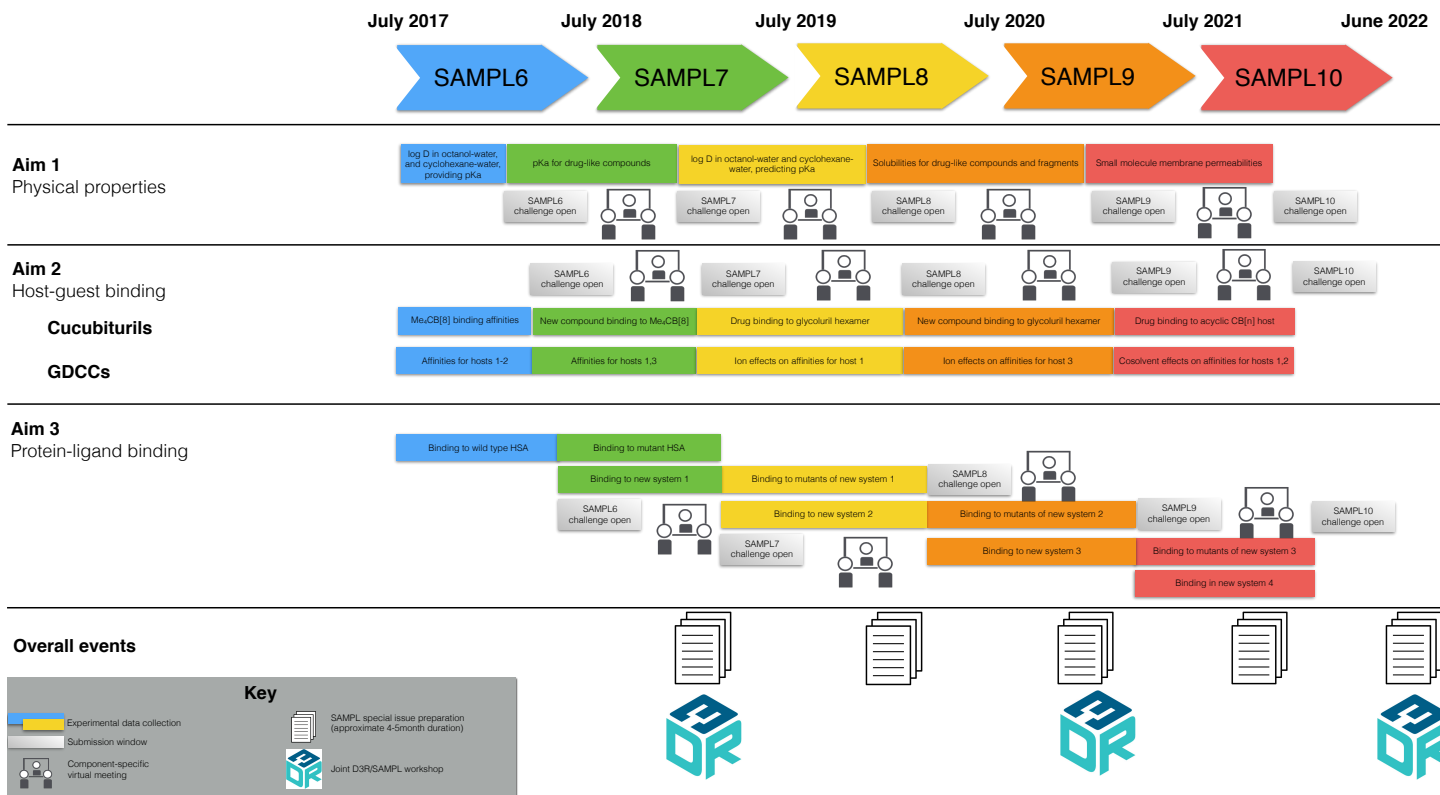 July 2017
July 2018
July 2019
July 2020
July 2021
June 2022
SAMPL6
SAMPL7
SAMPL8
SAMPL9
SAMPL10
Aim 1
Physical properties
log D in octanol-water,
and cyclohexane-water,
providing pKa
pKa for drug-like compounds
log D in octanol-water and cyclohexane-
water, predicting pKa
Solubilities for drug-like compounds and fragments
Small molecule membrane permeabilities
SAMPL6
challenge open
SAMPL7
challenge open
SAMPL8
challenge open
SAMPL9
challenge open
SAMPL10
challenge open
Aim 2
Host-guest binding
SAMPL6
challenge open
SAMPL7
challenge open
SAMPL8
challenge open
SAMPL9
challenge open
SAMPL10
challenge open
Cucubiturils
Me₄CB[8] binding affinities
New compound binding to Me₄CB[8]
Drug binding to glycoluril hexamer
New compound binding to glycoluril hexamer
Drug binding to acyclic CB[n] host
GDCCs
Affinities for hosts 1-2
Affinities for hosts 1,3
Ion effects on affinities for host 1
Ion effects on affinities for host 3
Cosolvent effects on affinities for hosts 1,2
Aim 3
Protein-ligand binding
Binding to wild type HSA
Binding to mutant HSA
Binding to new system 1
Binding to mutants of new system 1
SAMPL8
challenge open
SAMPL6
challenge open
Binding to new system 2
Binding to mutants of new system 2
SAMPL9
challenge open
SAMPL10
challenge open
SAMPL7
challenge open
Binding to new system 3
Binding to mutants of new system 3
Binding in new system 4
Overall events
D3R
D3R
D3R
Key
Experimental data collection
Submission window
Component-specific
virtual meeting
SAMPL special issue preparation
(approximate 4-5month duration)
D3R
Joint D3R/SAMPL workshop